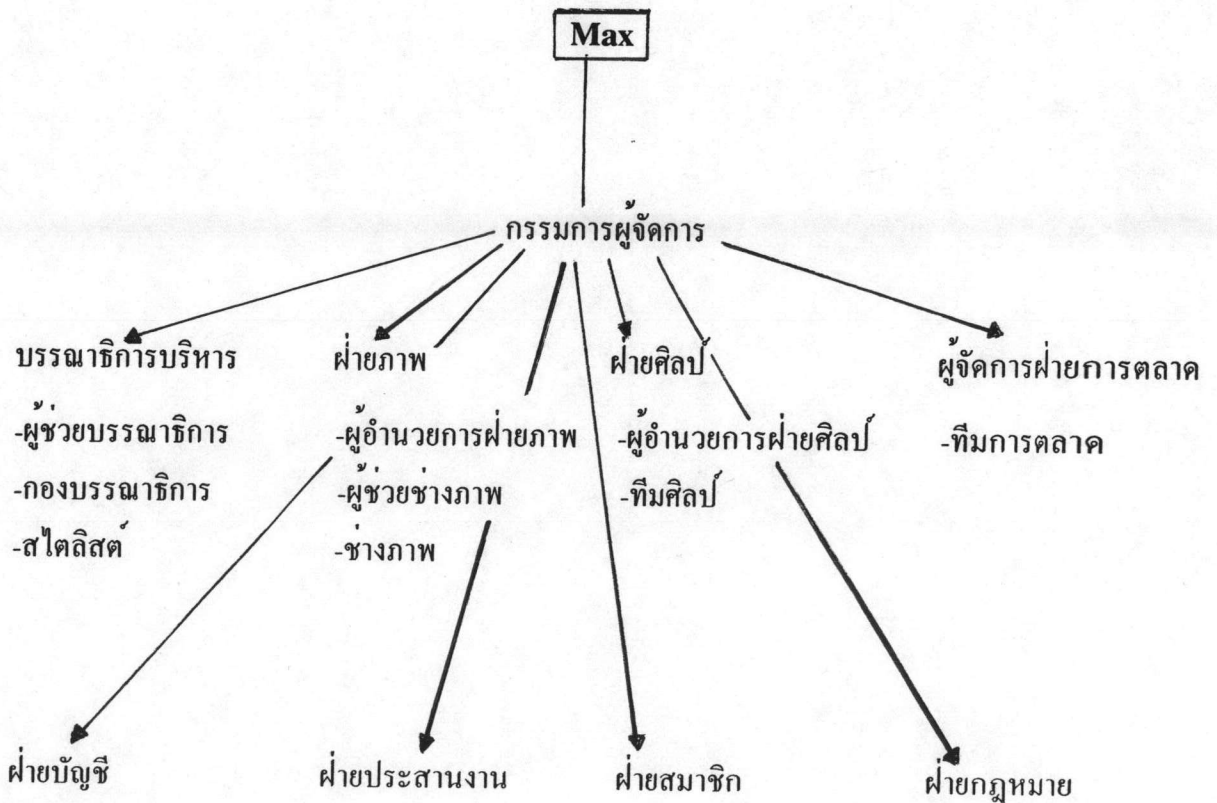 Max
กรรมการผู้จัดการ
บรรณาธิการบริหาร
-ผู้ช่วยบรรณาธิการ
-กองบรรณาธิการ
-สไตลิสต์
ฝ่ายภาพ
-ผู้อำนวยการฝ่ายภาพ
-ผู้ช่วยช่างภาพ
-ช่างภาพ
ฝ่ายศิลป์
-ผู้อำนวยการฝ่ายศิลป์
-ทีมศิลป์
ผู้จัดการฝ่ายการตลาด
-ทีมการตลาด
ฝ่ายบัญชี
ฝ่ายประสานงาน
ฝ่ายสมาชิก
ฝ่ายกฎหมาย